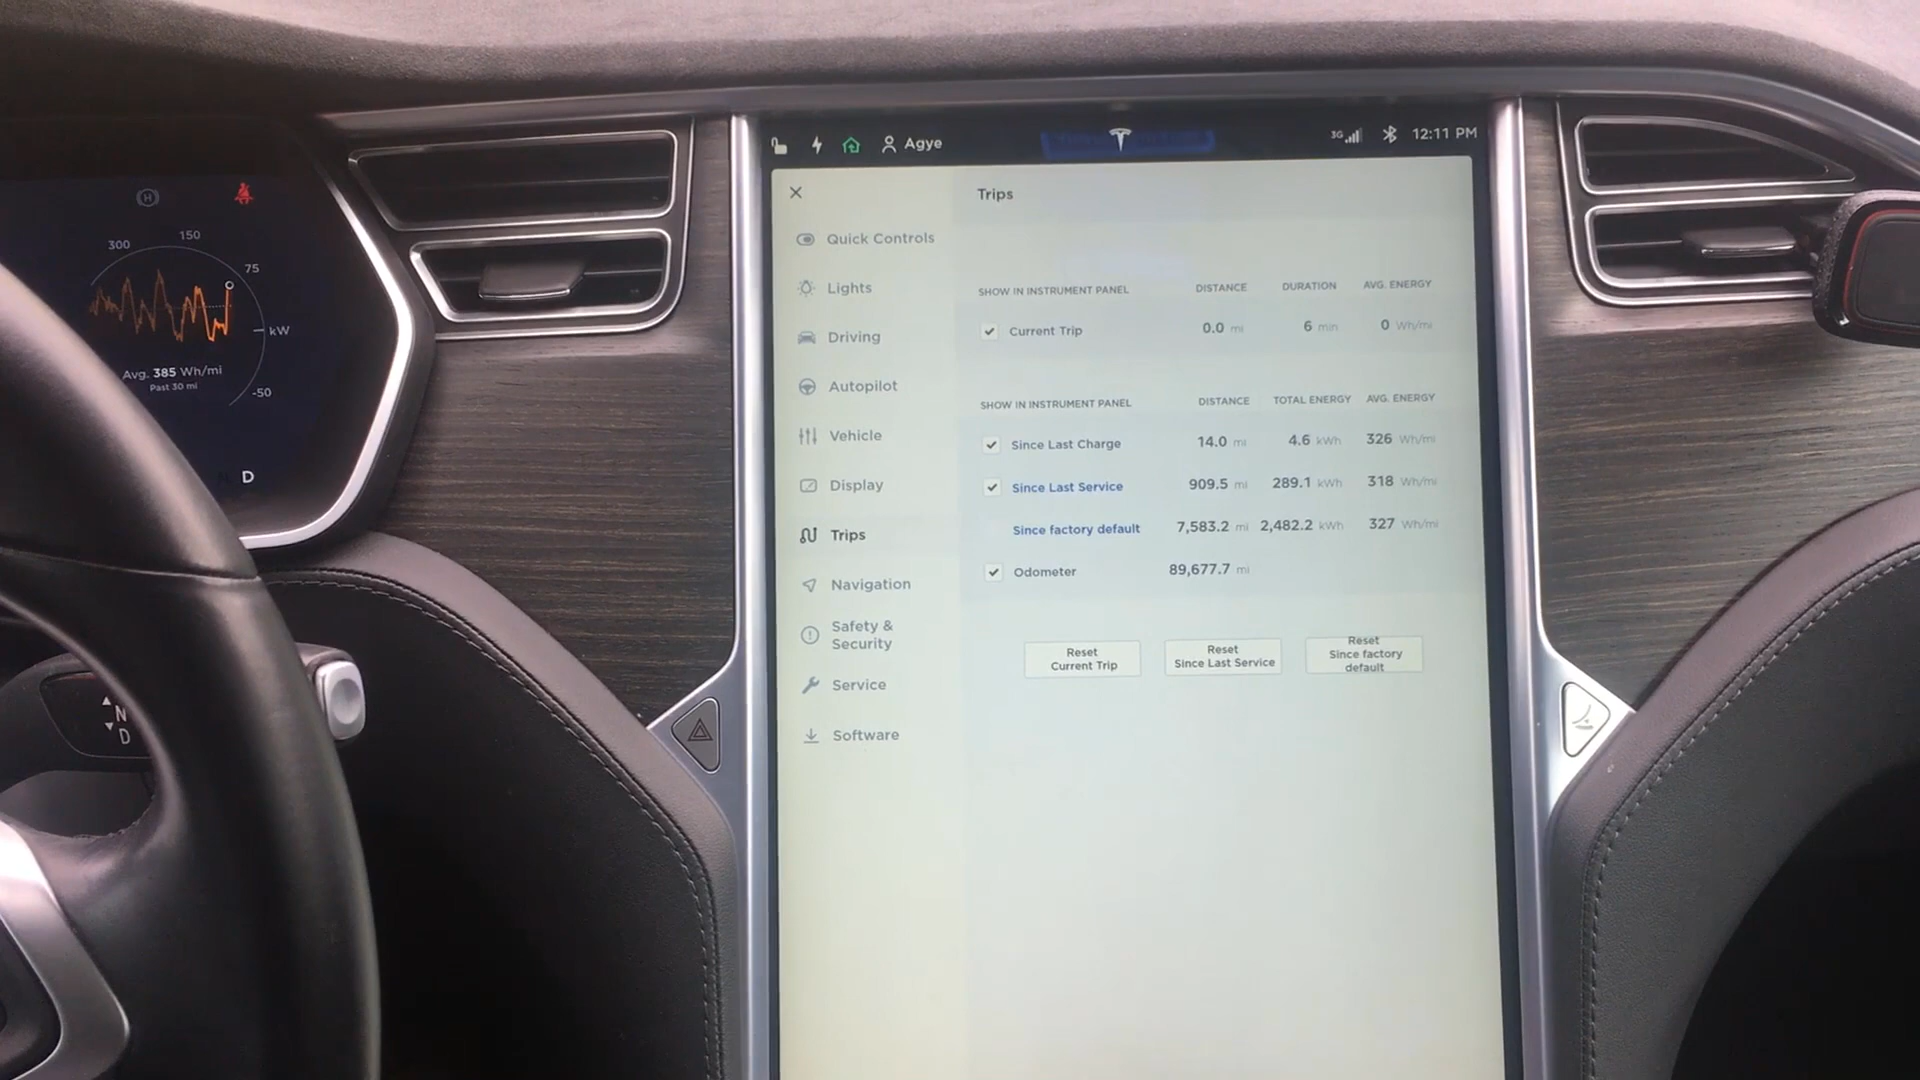 Agye
3G
12:11 PM
Trips
Quick Controls
Lights
Driving
Autopilot
Vehicle
Display
Trips
Navigation
Safety &
Security
Service
Software
SHOW IN INSTRUMENT PANEL DISTANCE DURATION AVG. ENERGY
Current Trip 0.0 mi 6 min 0 Wh/mi
SHOW IN INSTRUMENT PANEL DISTANCE TOTAL ENERGY AVG. ENERGY
Since Last Charge 14.0 mi 4.6 kWh 326 Wh/mi
Since Last Service 909.5 mi 289.1 kWh 318 Wh/mi
Since factory default 7,583.2 mi 2,482.2 kWh 327 Wh/mi
Odometer 89,677.7 mi
Reset
Current Trip
Reset
Since Last Service
Reset
Since factory
default
H
300
150
75
kW
-50
Avg. 385 Wh/mi
Past 30 mi
D
N
D